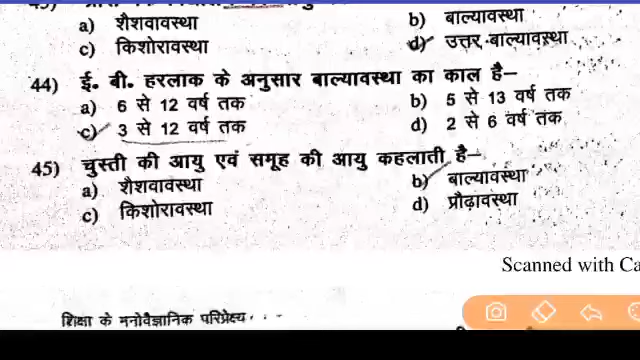 a) शैशवावस्था b) बाल्यावस्था
c) किशोरावस्था d) उत्तर बाल्यावस्था
44) ई. बी. हरलाक के अनुसार बाल्यावस्था का काल है–
a) 6 से 12 वर्ष तक b) 5 से 13 वर्ष तक
c) 3 से 12 वर्ष तक d) 2 से 6 वर्ष तक
45) चुस्ती की आयु एवं समूह की आयु कहलाती है–
a) शैशवावस्था b) बाल्यावस्था
c) किशोरावस्था d) प्रौढ़ावस्था
Scanned with Ca
शिक्षा के मनोवैज्ञानिक परिप्रेक्ष्य